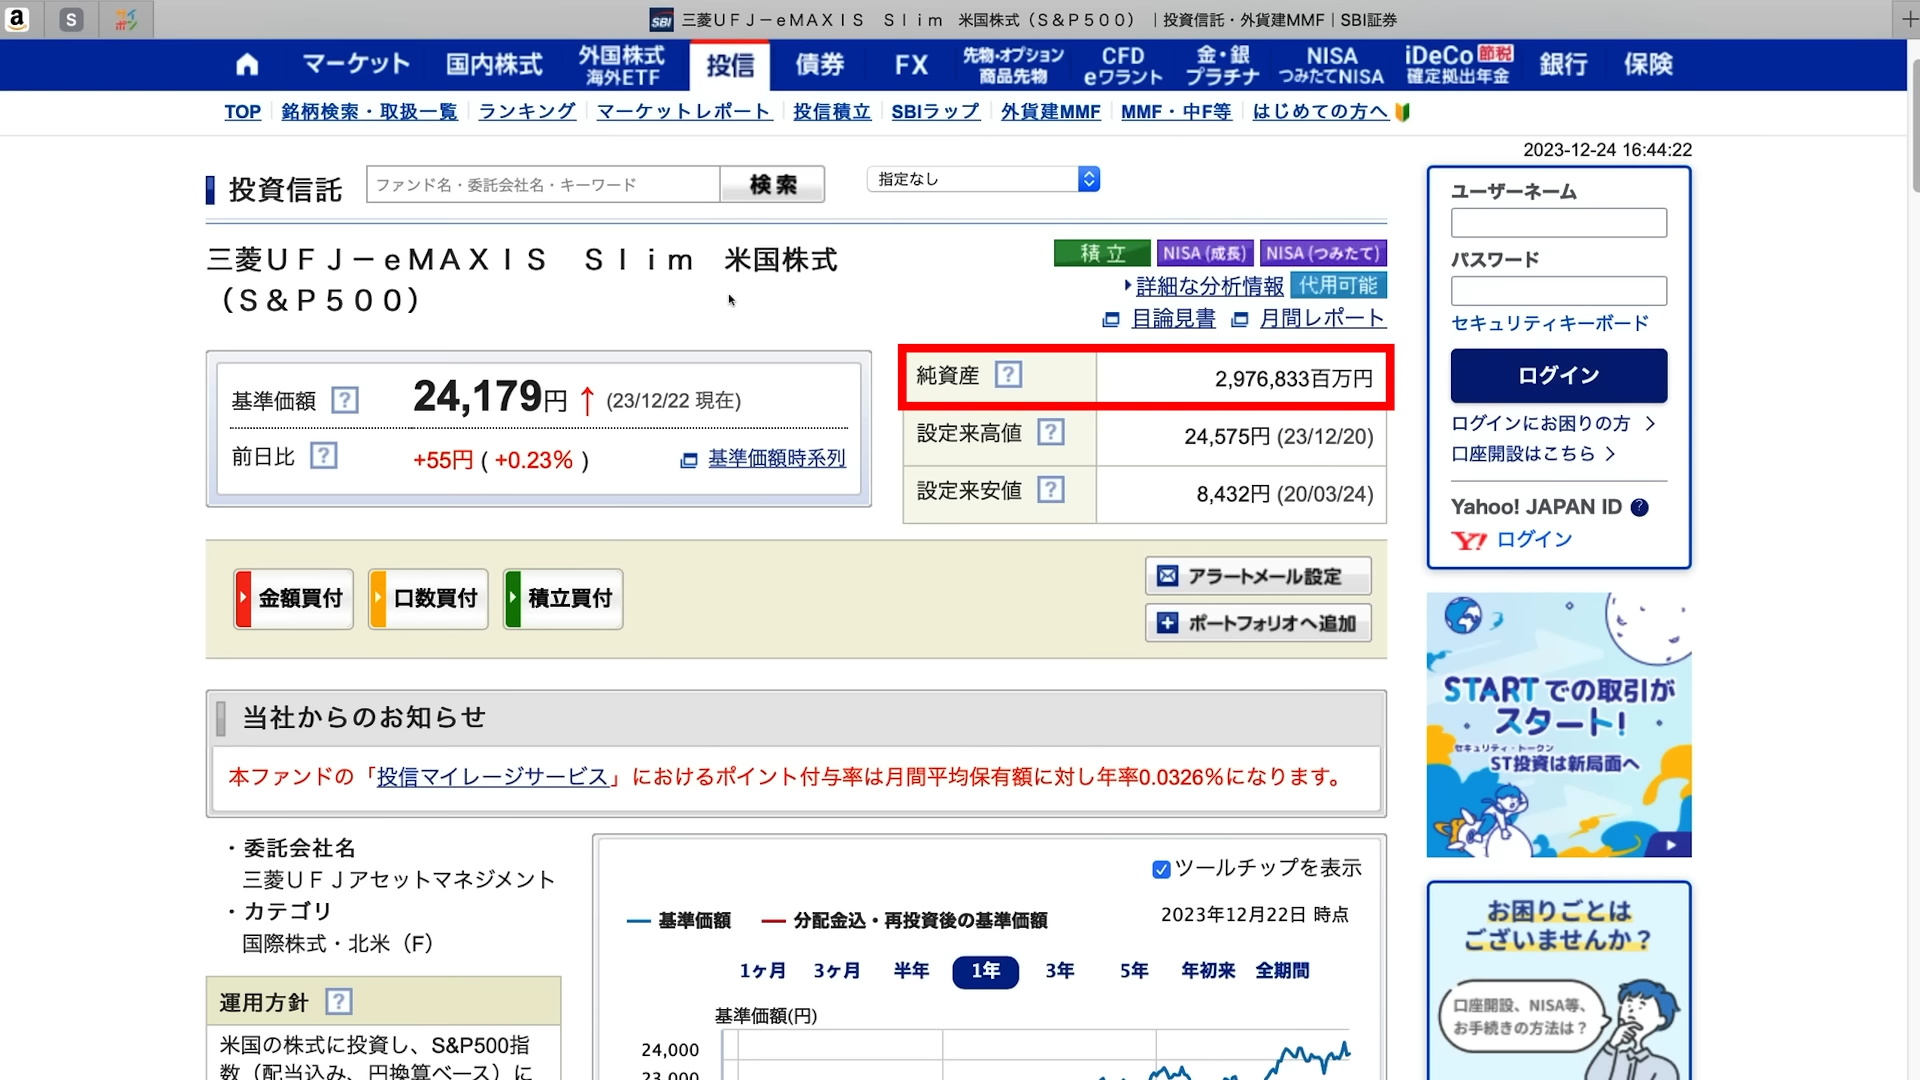 a
S
サイ
ポン
SBI 三菱ＵＦＪ－ｅＭＡＸＩＳ　Ｓｌｉｍ　米国株式（Ｓ＆Ｐ５００）｜投資信託・外貨建MMF｜SBI証券
マーケット 国内株式 外国株式 海外ETF 投信 債券 FX 先物・オプション 商品先物 CFD eワラント 金・銀 プラチナ NISA つみたてNISA iDeCo 節税 確定拠出年金 銀行 保険
TOP 銘柄検索・取扱一覧 ランキング マーケットレポート 投信積立 SBIラップ 外貨建MMF MMF・中F等 はじめての方へ
2023-12-24 16:44:22
投資信託 ファンド名・委託会社名・キーワード 検索 指定なし
三菱ＵＦＪ－ｅＭＡＸＩＳ　Ｓｌｉｍ　米国株式
（Ｓ＆Ｐ５００）
積立 NISA (成長) NISA (つみたて)
詳細な分析情報 代用可能
目論見書 月間レポート
基準価額 ? 24,179円 ↑ (23/12/22 現在)
前日比 ? +55円 ( +0.23% ) 基準価額時系列
純資産 ? 2,976,833百万円
設定来高値 ? 24,575円 (23/12/20)
設定来安値 ? 8,432円 (20/03/24)
金額買付 口数買付 積立買付
アラートメール設定
ポートフォリオへ追加
当社からのお知らせ
本ファンドの「投信マイレージサービス」におけるポイント付与率は月間平均保有額に対し年率0.0326%になります。
・委託会社名
三菱ＵＦＪアセットマネジメント
・カテゴリ
国際株式・北米（F）
運用方針 ?
米国の株式に投資し、S&P500指
数（配当込み、円換算ベース）に
ツールチップを表示
基準価額 分配金込・再投資後の基準価額 2023年12月22日 時点
1ヶ月 3ヶ月 半年 1年 3年 5年 年初来 全期間
基準価額(円)
24,000
23,000
ユーザーネーム
パスワード
セキュリティキーボード
ログイン
ログインにお困りの方
口座開設はこちら
Yahoo! JAPAN ID ?
Y! ログイン
STARTでの取引が
スタート!
セキュリティ・トークン
ST投資は新局面へ
お困りごとは
ございませんか？
口座開設、NISA等、
お手続きの方法は？